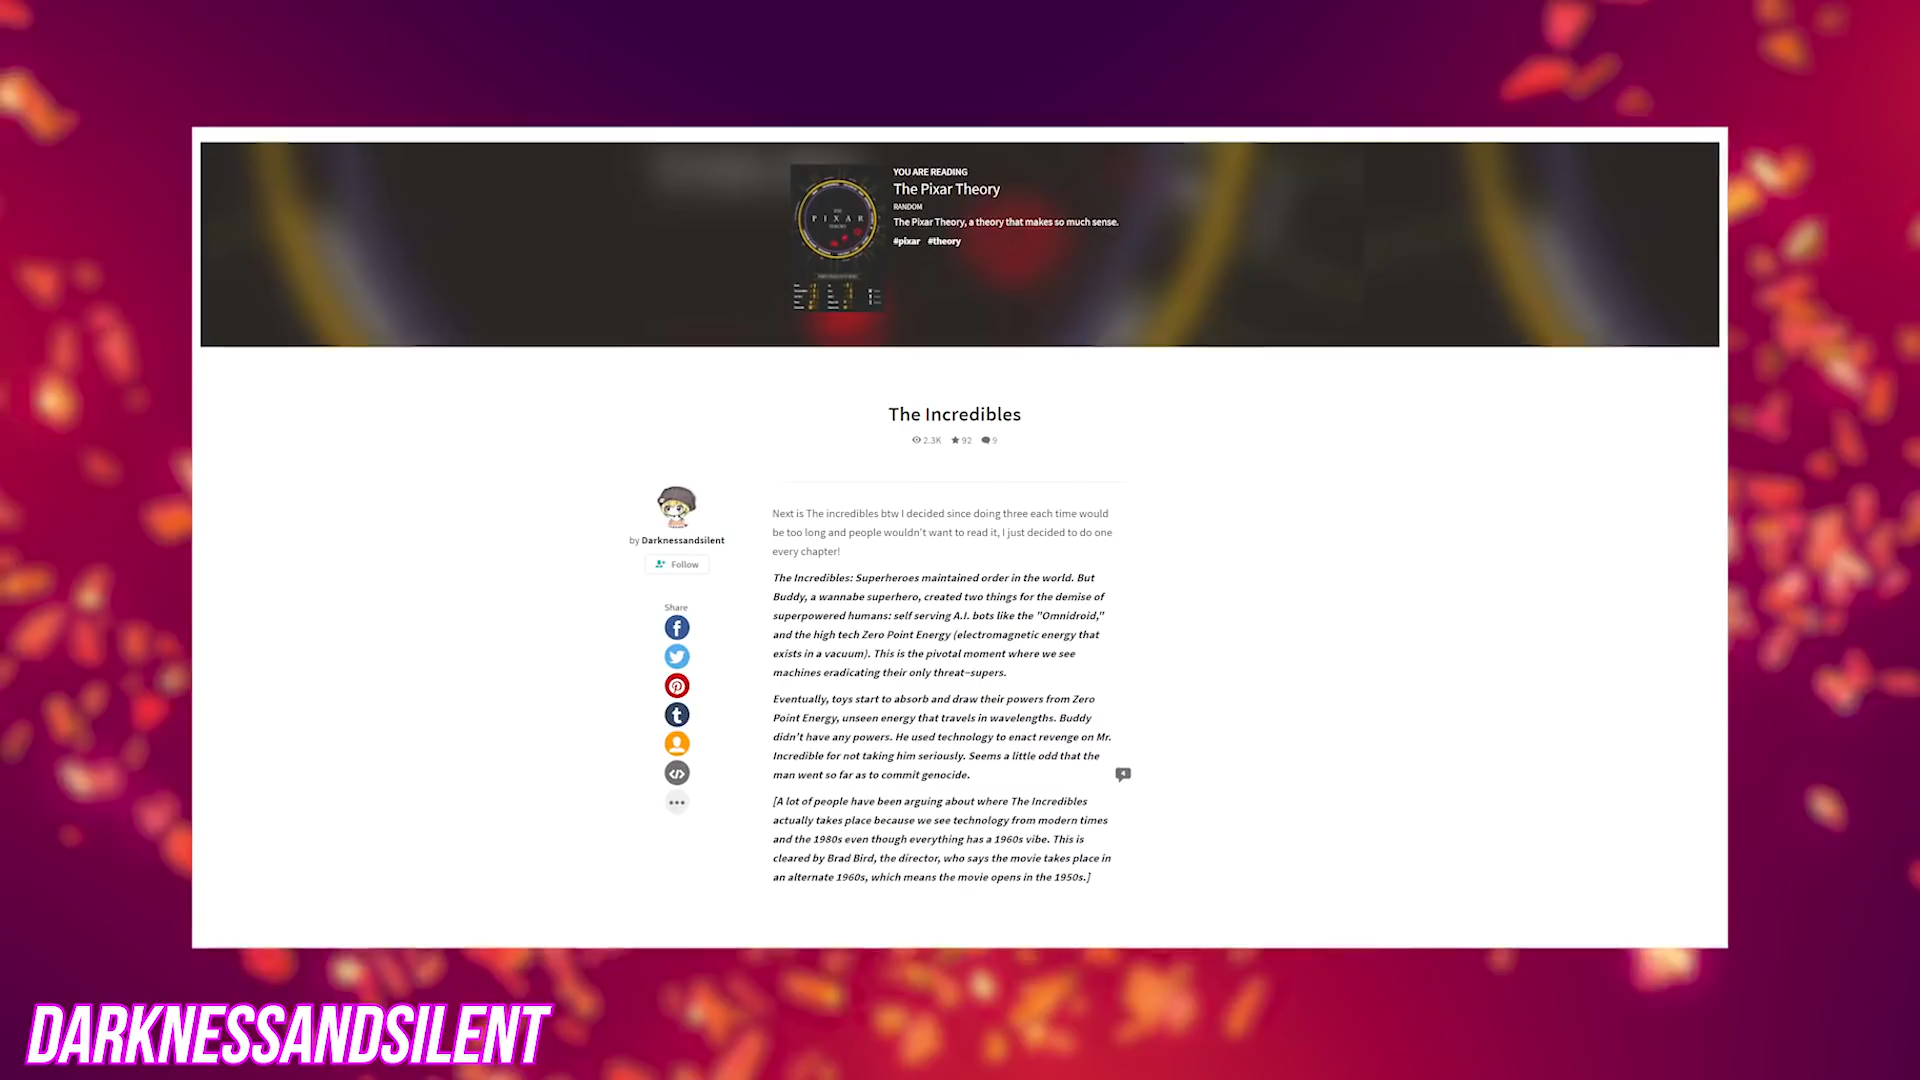 YOU ARE READING
The Pixar Theory
RANDOM
The Pixar Theory, a theory that makes so much sense.
#pixar #theory
P I X A R
The Incredibles
2.3K 92 9
by Darknessandsilent
Follow
Share
Next is The incredibles btw I decided since doing three each time would
be too long and people wouldn't want to read it, I just decided to do one
every chapter!
The Incredibles: Superheroes maintained order in the world. But
Buddy, a wannabe superhero, created two things for the demise of
superpowered humans: self serving A.I. bots like the "Omnidroid,"
and the high tech Zero Point Energy (electromagnetic energy that
exists in a vacuum). This is the pivotal moment where we see
machines eradicating their only threat–supers.
Eventually, toys start to absorb and draw their powers from Zero
Point Energy, unseen energy that travels in wavelengths. Buddy
didn't have any powers. He used technology to enact revenge on Mr.
Incredible for not taking him seriously. Seems a little odd that the
man went so far as to commit genocide.
4
[A lot of people have been arguing about where The Incredibles
actually takes place because we see technology from modern times
and the 1980s even though everything has a 1960s vibe. This is
cleared by Brad Bird, the director, who says the movie takes place in
an alternate 1960s, which means the movie opens in the 1950s.]
DARKNESSANDSILENT